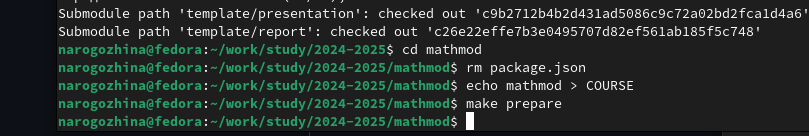 Submodule path 'template/presentation': checked out 'c9b2712b4b2d431ad5086c9c72a02bd2fca1d4a6'
Submodule path 'template/report': checked out 'c26e22effe7b3e0495707d82ef561ab185f5c748'
narogozhina@fedora:~/work/study/2024-2025$ cd mathmod
narogozhina@fedora:~/work/study/2024-2025/mathmod$ rm package.json
narogozhina@fedora:~/work/study/2024-2025/mathmod$ echo mathmod > COURSE
narogozhina@fedora:~/work/study/2024-2025/mathmod$ make prepare
narogozhina@fedora:~/work/study/2024-2025/mathmod$